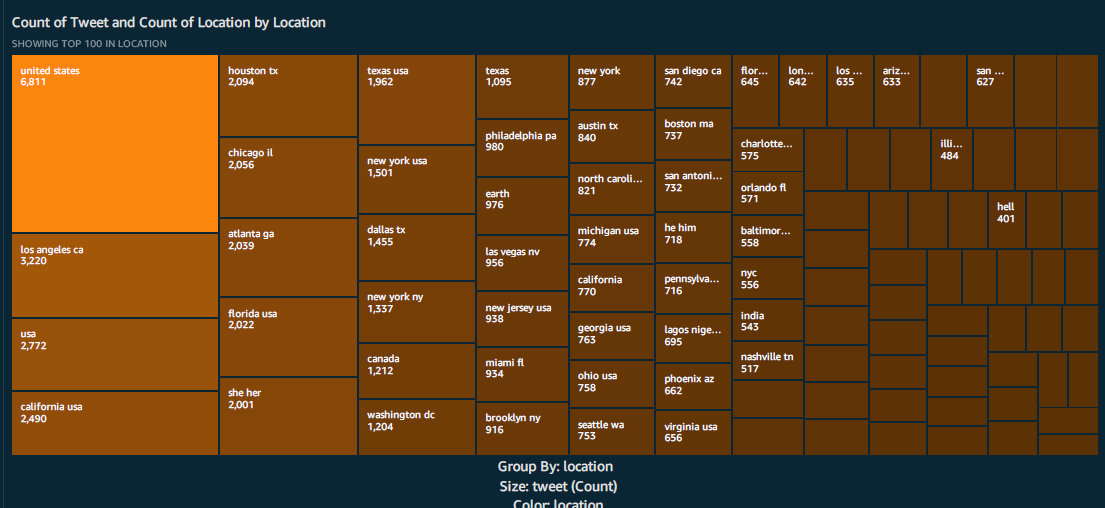 Count of Tweet and Count of Location by Location
SHOWING TOP 100 IN LOCATION
united states
6,811
los angeles ca
3,220
usa
2,772
california usa
2,490
houston tx
2,094
chicago il
2,056
atlanta ga
2,039
florida usa
2,022
she her
2,001
texas usa
1,962
new york usa
1,501
dallas tx
1,455
new york ny
1,337
canada
1,212
washington dc
1,204
texas
1,095
philadelphia pa
980
earth
976
las vegas nv
956
new jersey usa
938
miami fl
934
brooklyn ny
916
new york
877
austin tx
840
north caroli...
821
michigan usa
774
california
770
georgia usa
763
ohio usa
758
seattle wa
753
san diego ca
742
boston ma
737
san antoni...
732
he him
718
pennsylva...
716
lagos nige...
695
phoenix az
662
virginia usa
656
flor...
645
lon...
642
los ...
635
ariz...
633
san ...
627
charlotte...
575
orlando fl
571
baltimor...
558
nyc
556
india
543
nashville tn
517
illi...
484
hell
401
Group By: location
Size: tweet (Count)
Color: location